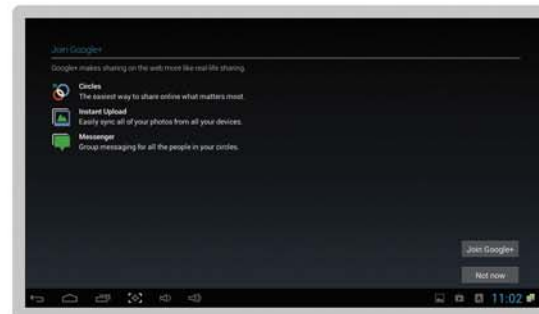 Join Google+
Google+ makes sharing on the web more like real-life sharing.
Circles
The easiest way to share online what matters most.
Instant Upload
Easily sync all of your photos from all your devices.
Messenger
Group messaging for all the people in your circles.
Join Google+
Not now
11:02